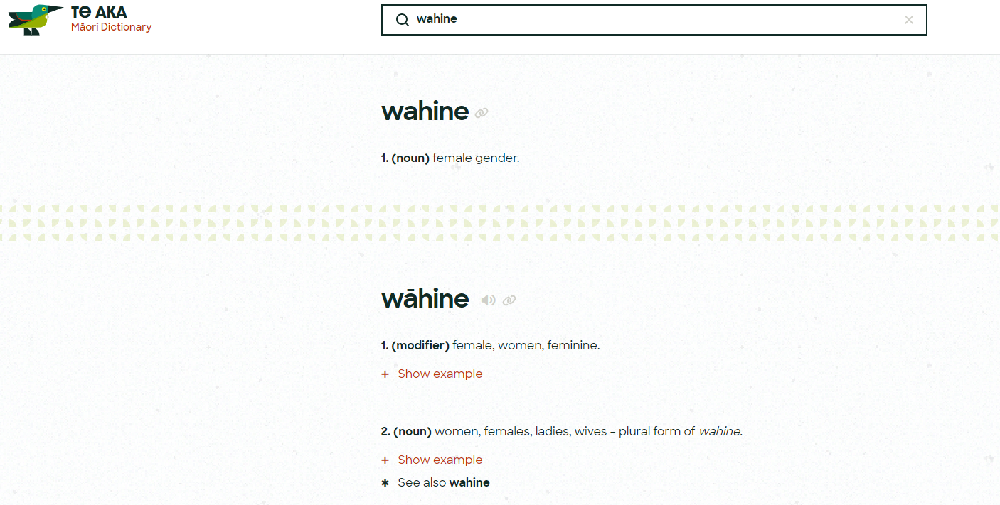 Te AKA
Māori Dictionary
wahine
wahine
1. (noun) female gender.
wāhine
1. (modifier) female, women, feminine.
+ Show example
2. (noun) women, females, ladies, wives – plural form of wahine.
+ Show example
✱ See also wahine